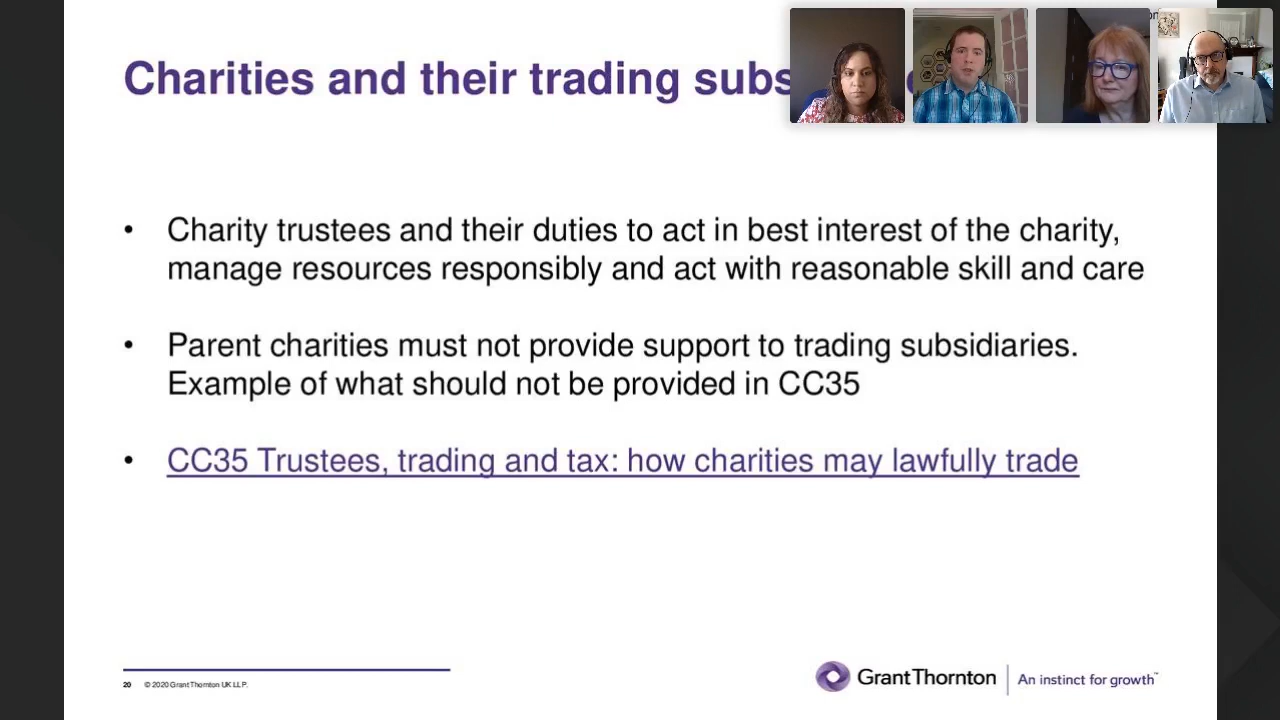 Charities and their trading
• Charity trustees and their duties to act in best interest of the charity,
manage resources responsibly and act with reasonable skill and care
• Parent charities must not provide support to trading subsidiaries.
Example of what should not be provided in CC35
• CC35 Trustees, trading and tax: how charities may lawfully trade
20 © 2020 Grant Thornton UK LLP.
Grant Thornton | An instinct for growth™